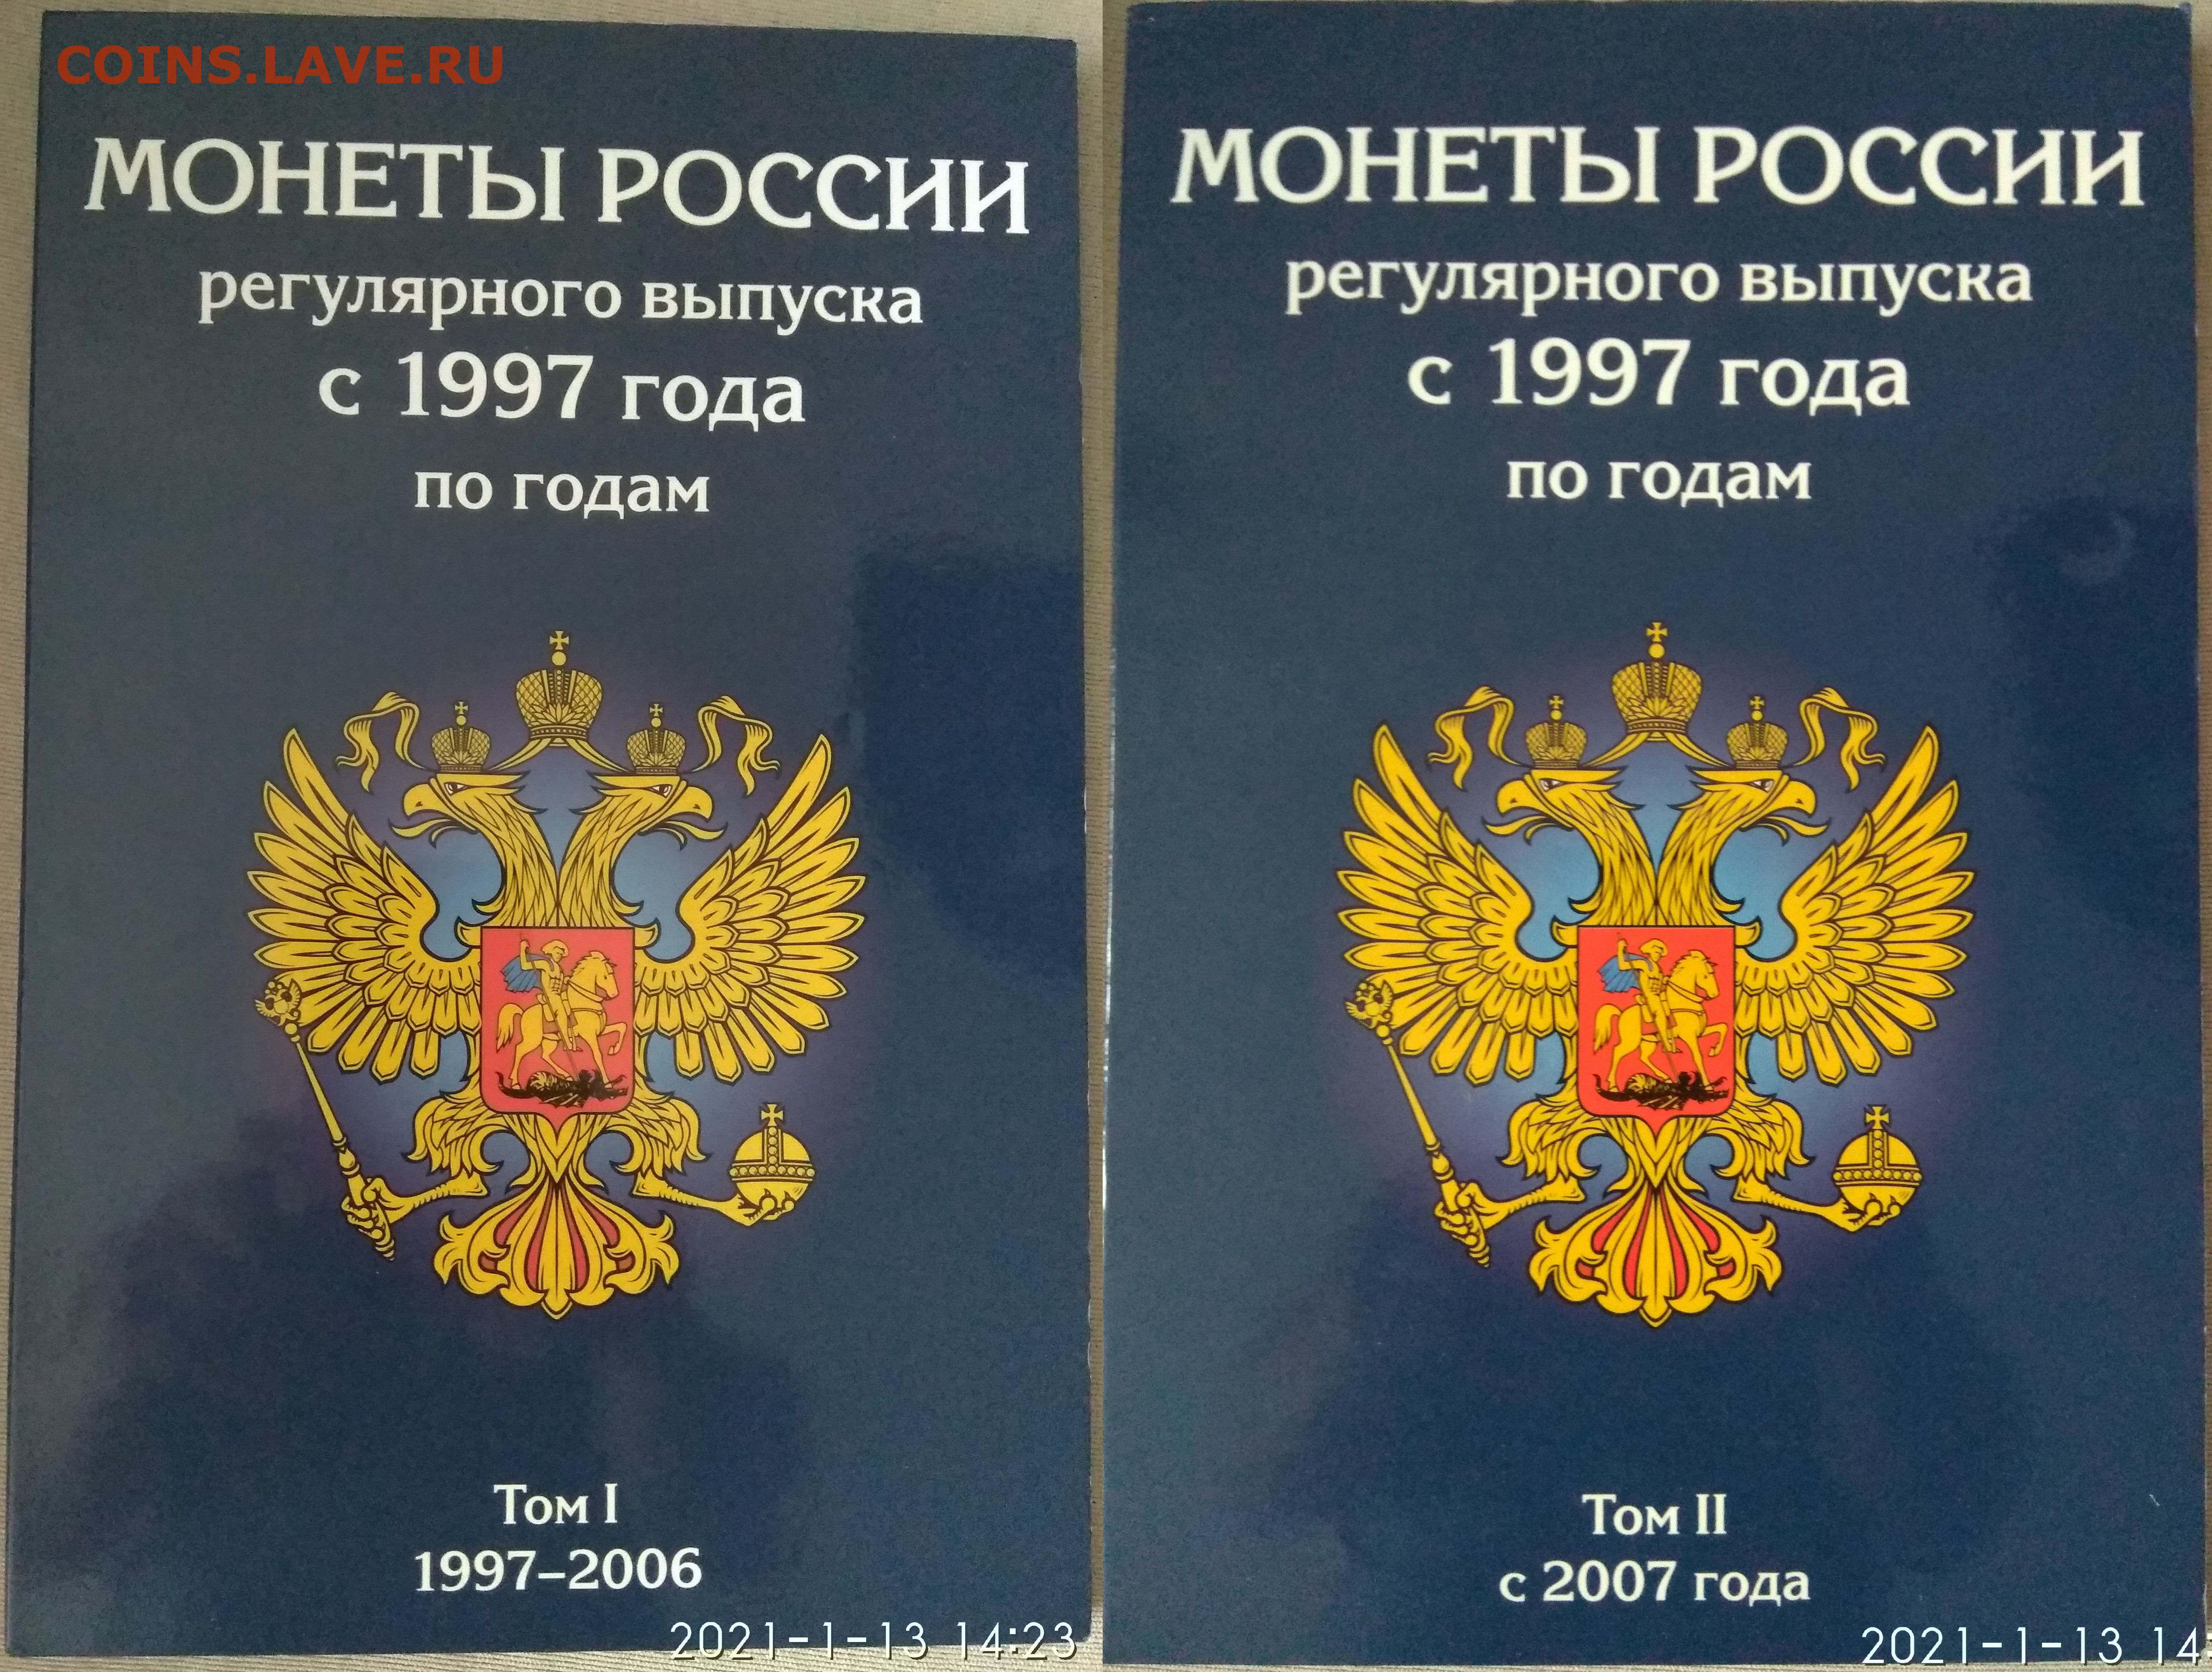 COINS.LAVE.RU
МОНЕТЫ РОССИИ
регулярного выпуска
с 1997 года
по годам
Том I
1997–2006
2021-1-13 14:23
МОНЕТЫ РОССИИ
регулярного выпуска
с 1997 года
по годам
Том II
с 2007 года
2021-1-13 14: